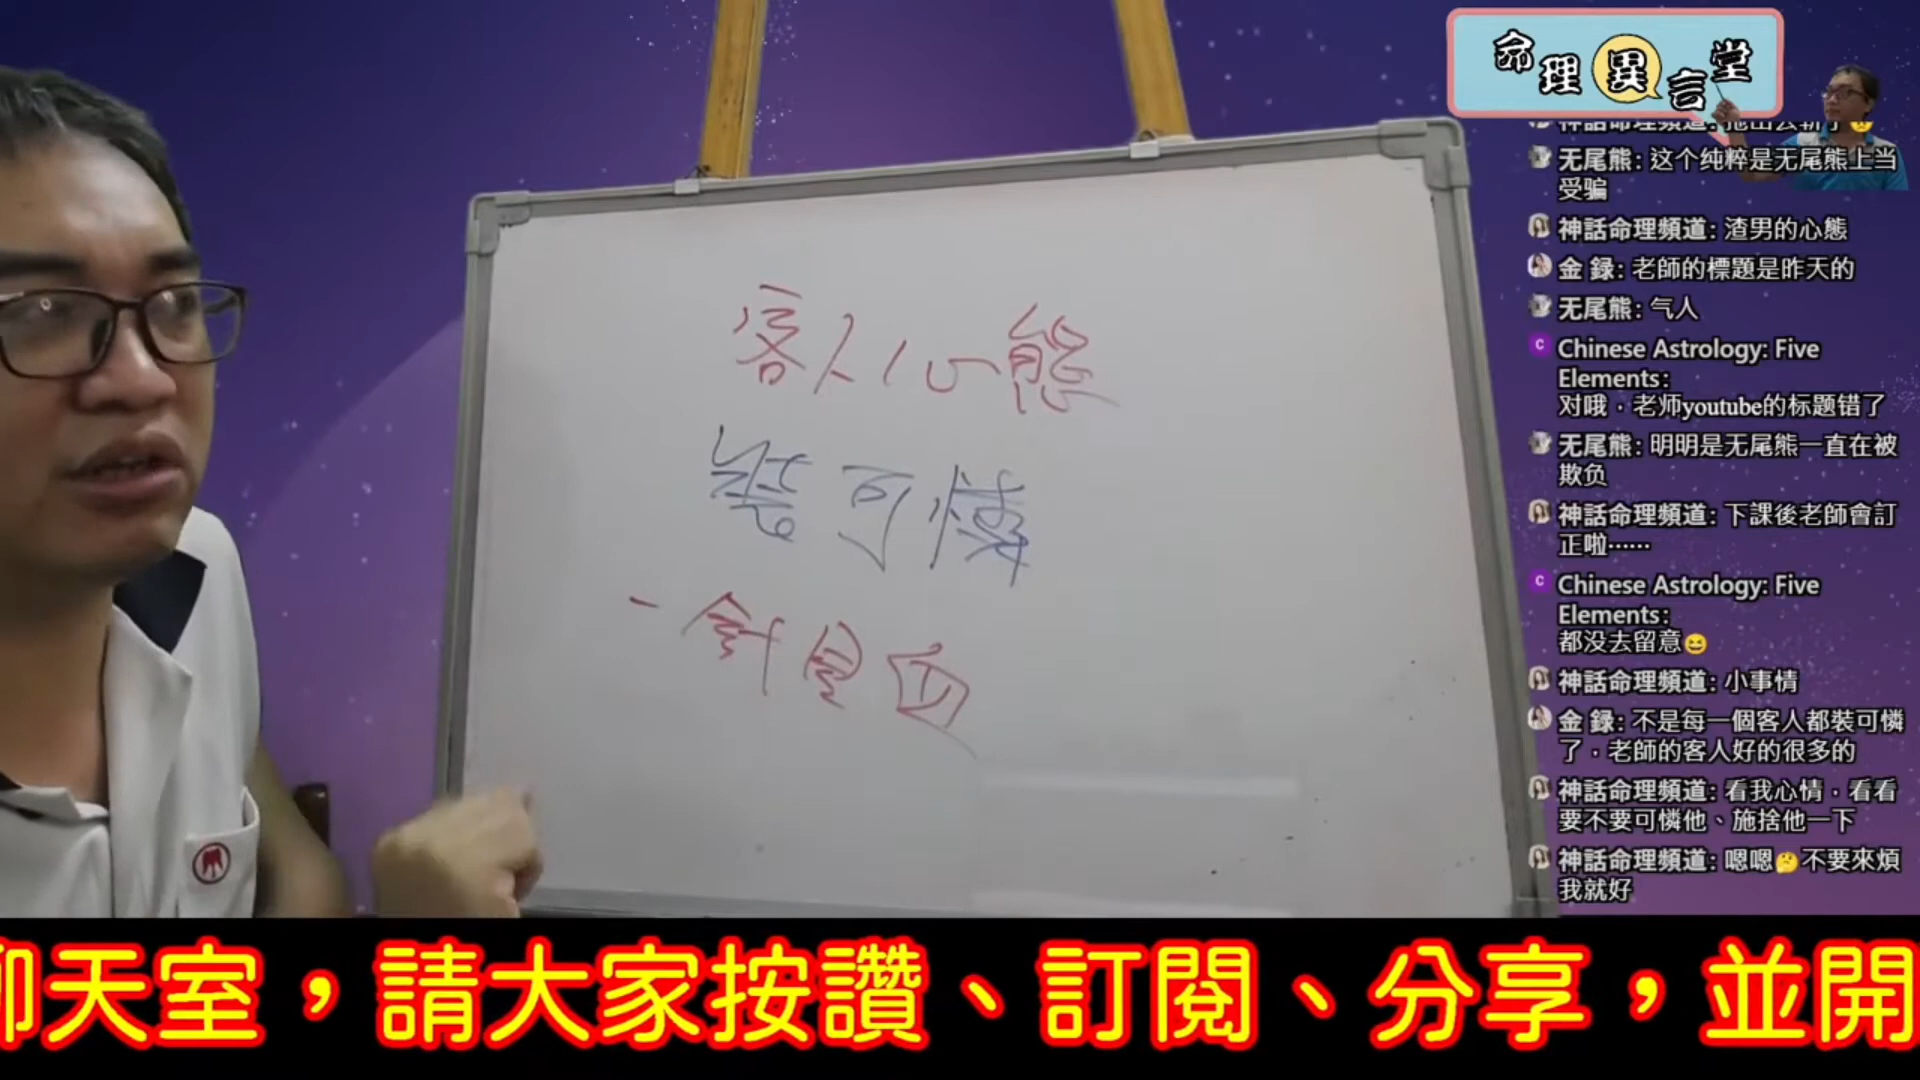 命理異言堂
客人心態
裝可憐
一針見血
无尾熊: 这个纯粹是无尾熊上当
受骗
神話命理頻道: 渣男的心態
金 録: 老師的標題是昨天的
无尾熊: 气人
Chinese Astrology: Five
Elements:
对哦，老师youtube的标题错了
无尾熊: 明明是无尾熊一直在被
欺负
神話命理頻道: 下課後老師會訂
正啦……
Chinese Astrology: Five
Elements:
都没去留意😆
神話命理頻道: 小事情
金 録: 不是每一個客人都裝可憐
了，老師的客人好的很多的
神話命理頻道: 看我心情，看看
要不要可憐他、施捨他一下
神話命理頻道: 嗯嗯🤔不要來煩
我就好
聊天室，請大家按讚、訂閱、分享，並開